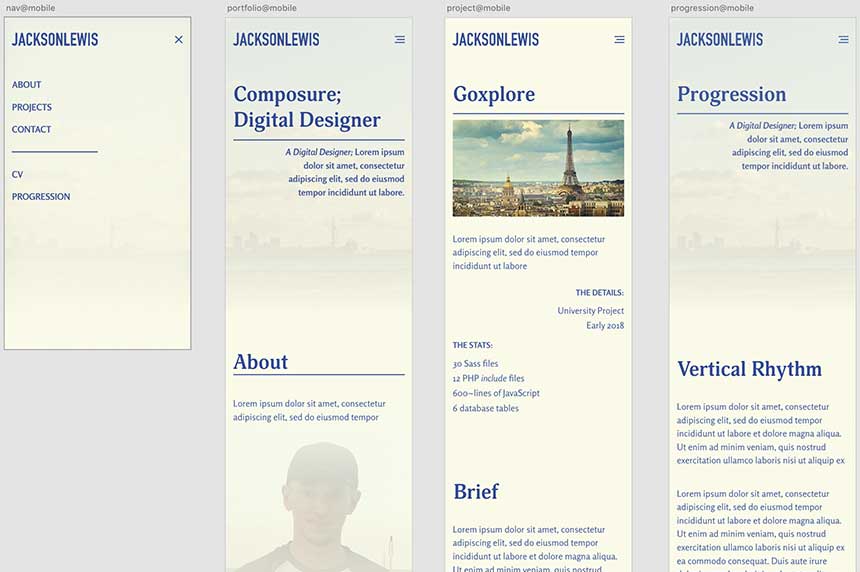 nav@mobile
JACKSONLEWIS
ABOUT
PROJECTS
CONTACT
CV
PROGRESSION
portfolio@mobile
JACKSONLEWIS
Composure;
Digital Designer
A Digital Designer; Lorem ipsum
dolor sit amet, consectetur
adipiscing elit, sed do eiusmod
tempor incididunt ut labore.
About
Lorem ipsum dolor sit amet, consectetur
adipiscing elit, sed do eiusmod tempor
project@mobile
JACKSONLEWIS
Goxplore
Lorem ipsum dolor sit amet, consectetur
adipiscing elit, sed do eiusmod tempor
incididunt ut labore
THE DETAILS:
University Project
Early 2018
THE STATS:
30 Sass files
12 PHP include files
600~lines of JavaScript
6 database tables
Brief
Lorem ipsum dolor sit amet, consectetur
adipiscing elit, sed do eiusmod tempor
incididunt ut labore et dolore magna
aliqua. Ut enim ad minim veniam, quis
progression@mobile
JACKSONLEWIS
Progression
A Digital Designer; Lorem ipsum
dolor sit amet, consectetur
adipiscing elit, sed do eiusmod
tempor incididunt ut labore.
Vertical Rhythm
Lorem ipsum dolor sit amet, consectetur
adipiscing elit, sed do eiusmod tempor
incididunt ut labore et dolore magna aliqua.
Ut enim ad minim veniam, quis nostrud
exercitation ullamco laboris nisi ut aliquip ex
Lorem ipsum dolor sit amet, consectetur
adipiscing elit, sed do eiusmod tempor
incididunt ut labore et dolore magna aliqua.
Ut enim ad minim veniam, quis nostrud
exercitation ullamco laboris nisi ut aliquip ex
ea commodo consequat. Duis aute irure